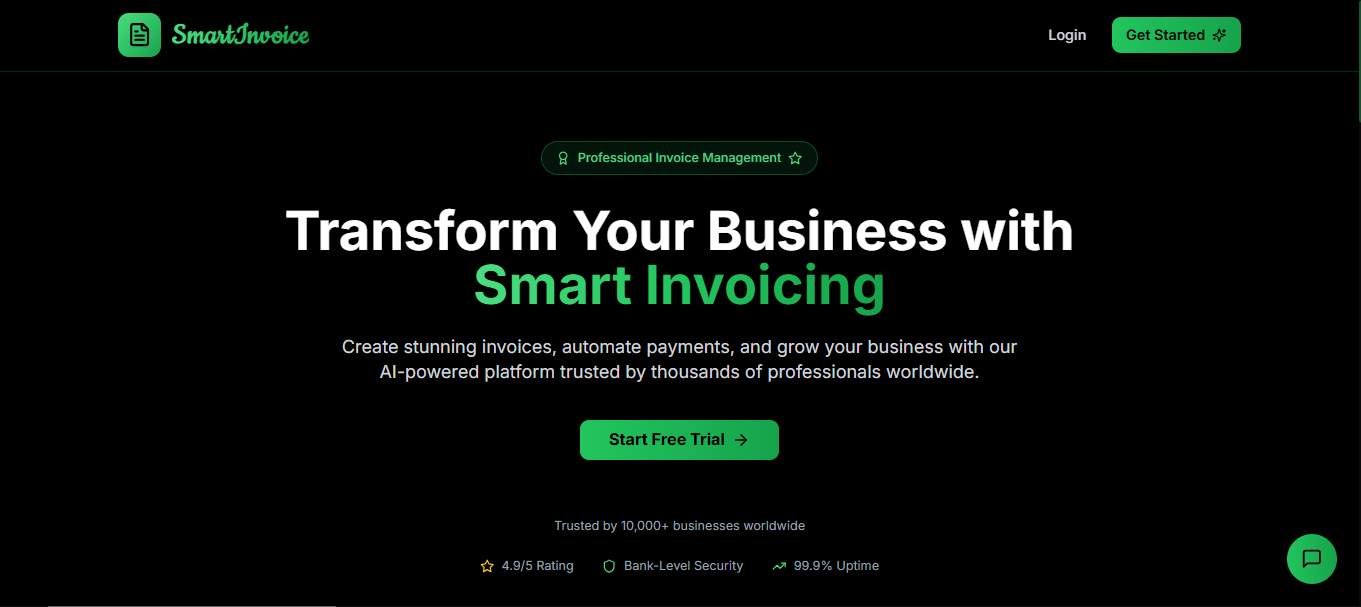 SmartInvoice
Login
Get Started
Professional Invoice Management
Transform Your Business with
Smart Invoicing
Create stunning invoices, automate payments, and grow your business with our
AI-powered platform trusted by thousands of professionals worldwide.
Start Free Trial
Trusted by 10,000+ businesses worldwide
4.9/5 Rating
Bank-Level Security
99.9% Uptime